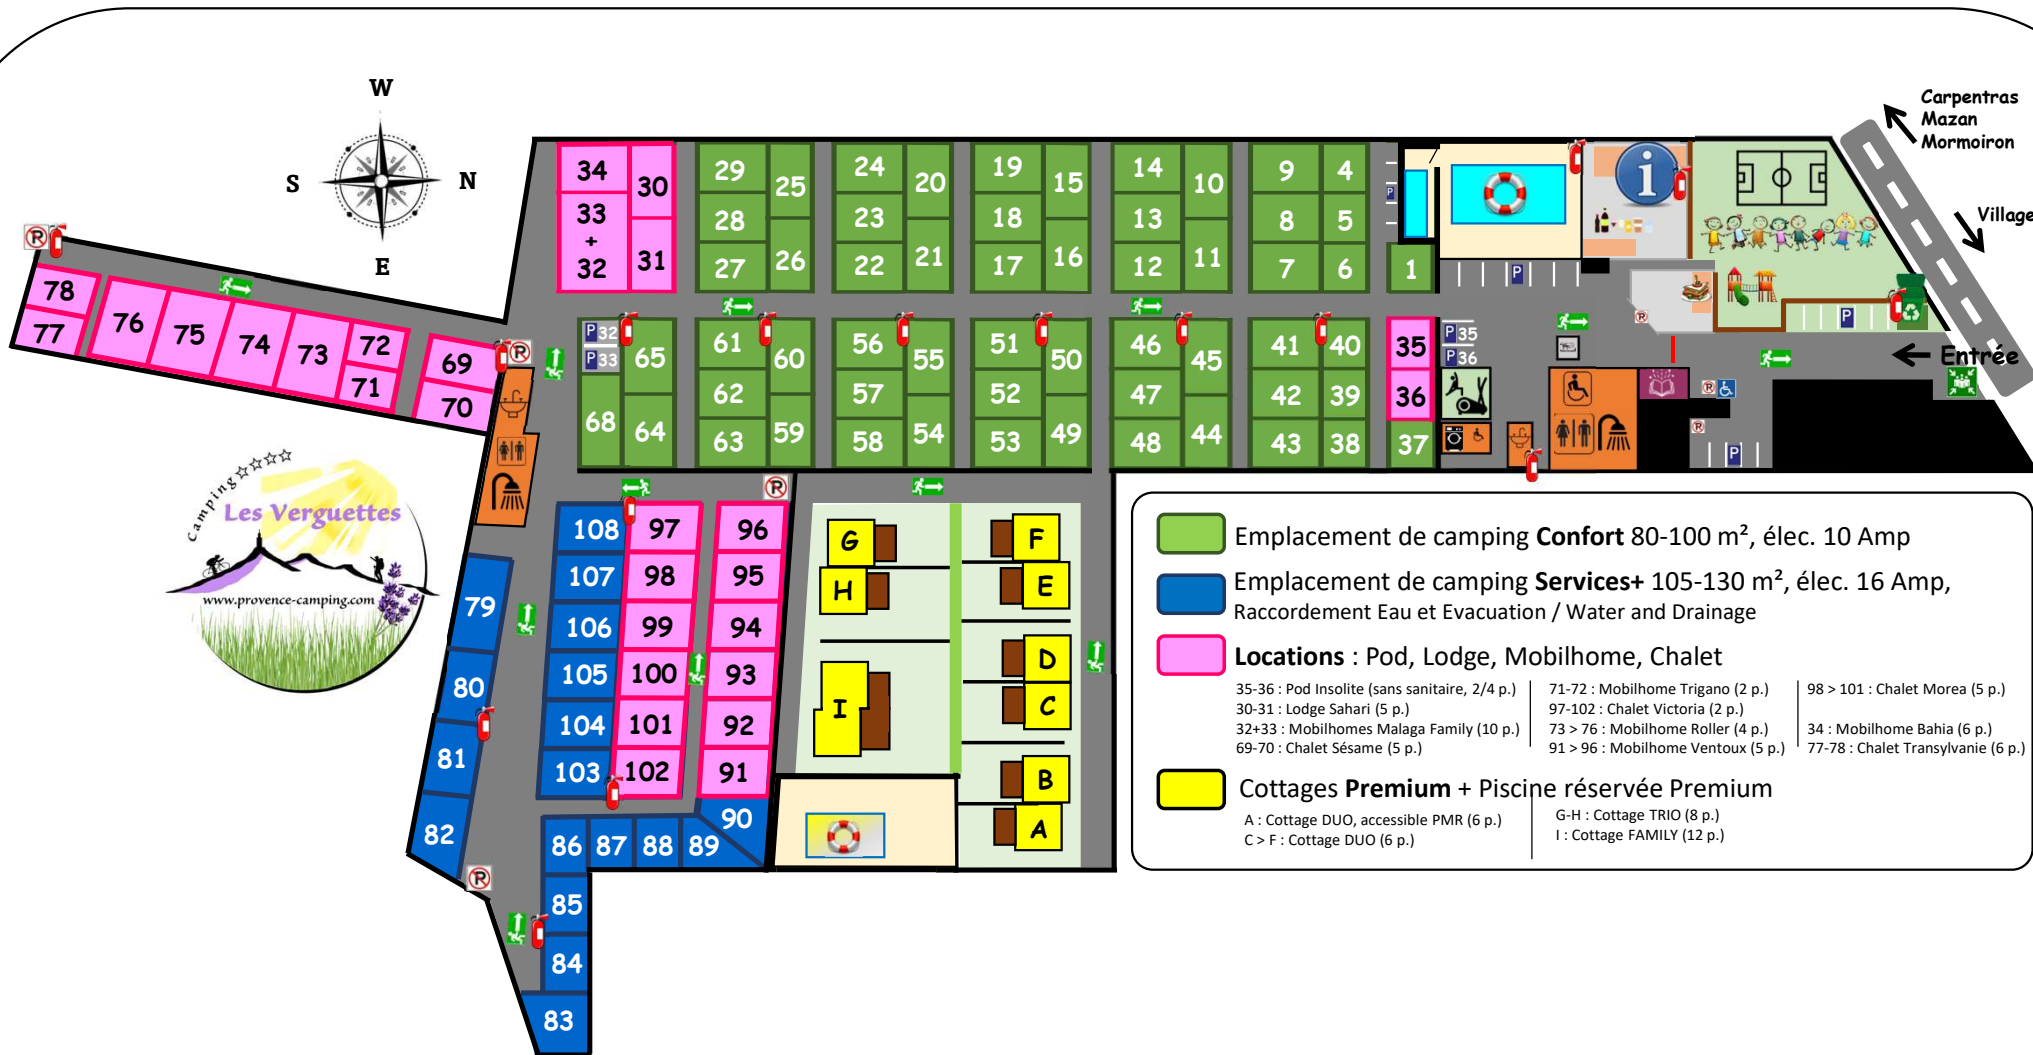 W
S
N
E
Carpentras
Mazan
Mormoiron
Village
Entrée
34 30
33
+
32
31
29 25
28
27 26
24 20
23
22 21
19 15
18
17 16
14 10
13
12 11
9 4
8 5
7 6
1
P
P
P
P
P32
P33
65
68 64
61 60
62
63 59
56 55
57
58 54
51 50
52
53 49
46 45
47
48 44
41 40
42 39
43 38
35
36
37
P35
P36
i
78
77
76
75
74
73
72
71
69
70
Camping
Les Verguettes
www.provence-camping.com
79
80
81
82
108 97 96
107 98 95
106 99 94
105 100 93
104 101 92
103 102 91
90
86 87 88 89
85
84
83
G F
H E
D
I C
B
A
Emplacement de camping Confort 80-100 m², élec. 10 Amp
Emplacement de camping Services+ 105-130 m², élec. 16 Amp,
Raccordement Eau et Evacuation / Water and Drainage
Locations : Pod, Lodge, Mobilhome, Chalet
35-36 : Pod Insolite (sans sanitaire, 2/4 p.)
30-31 : Lodge Sahari (5 p.)
32+33 : Mobilhomes Malaga Family (10 p.)
69-70 : Chalet Sésame (5 p.)
71-72 : Mobilhome Trigano (2 p.)
97-102 : Chalet Victoria (2 p.)
73 > 76 : Mobilhome Roller (4 p.)
91 > 96 : Mobilhome Ventoux (5 p.)
98 > 101 : Chalet Morea (5 p.)
34 : Mobilhome Bahia (6 p.)
77-78 : Chalet Transylvanie (6 p.)
Cottages Premium + Piscine réservée Premium
A : Cottage DUO, accessible PMR (6 p.)
C > F : Cottage DUO (6 p.)
G-H : Cottage TRIO (8 p.)
I : Cottage FAMILY (12 p.)